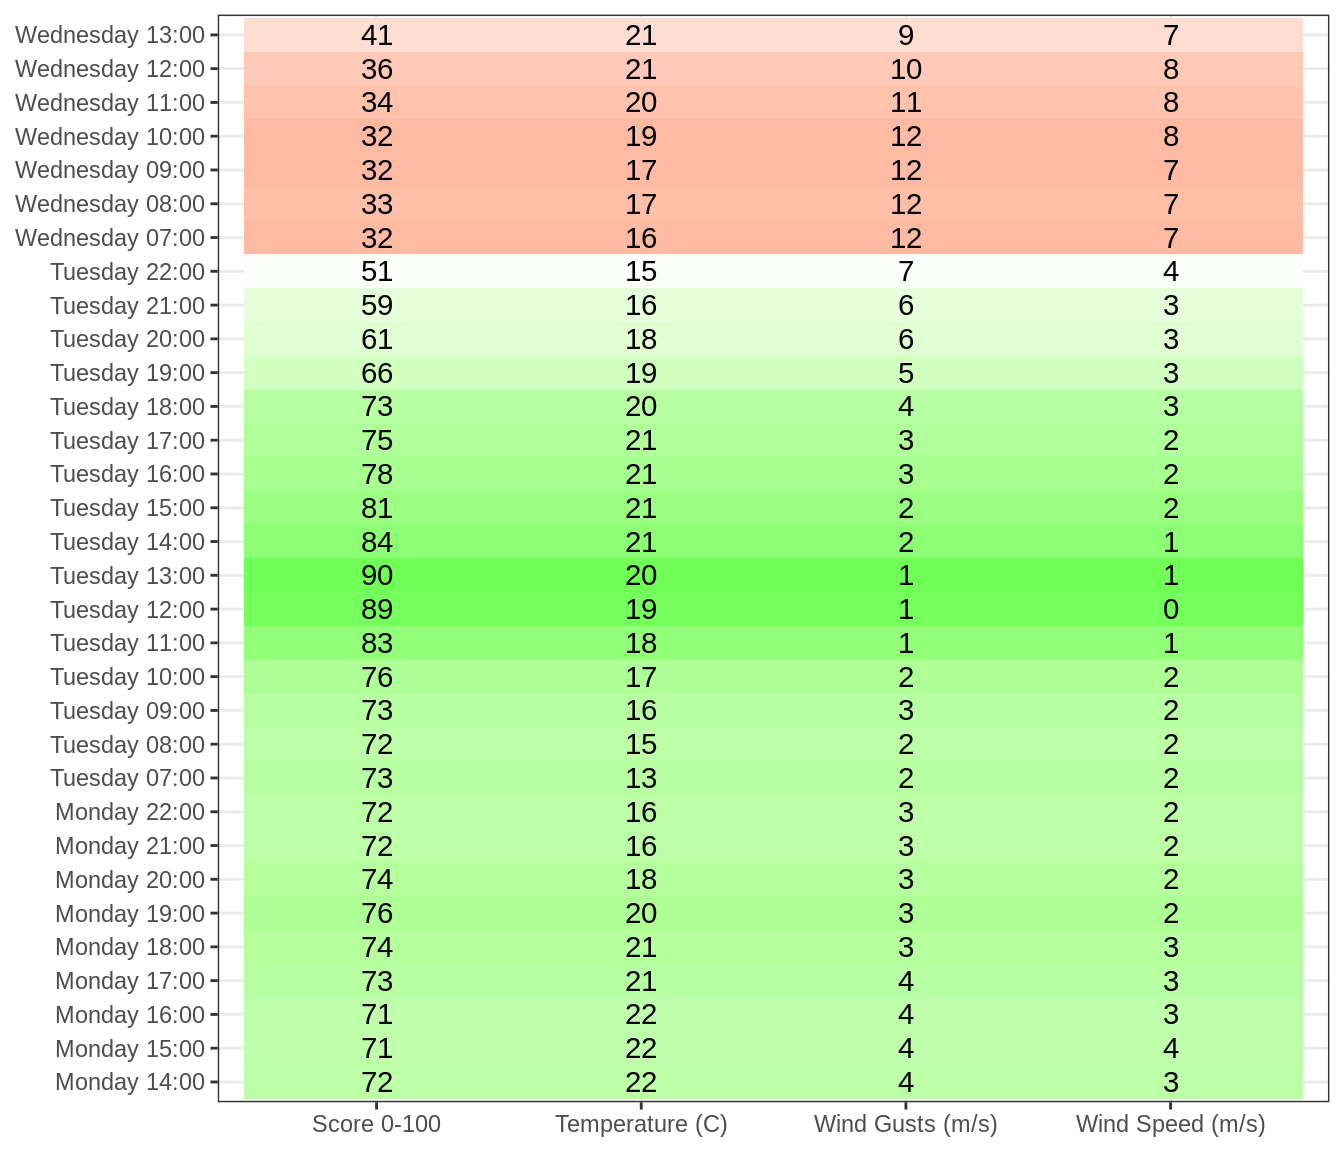 Wednesday 13:00 41 21 9 7
Wednesday 12:00 36 21 10 8
Wednesday 11:00 34 20 11 8
Wednesday 10:00 32 19 12 8
Wednesday 09:00 32 17 12 7
Wednesday 08:00 33 17 12 7
Wednesday 07:00 32 16 12 7
Tuesday 22:00 51 15 7 4
Tuesday 21:00 59 16 6 3
Tuesday 20:00 61 18 6 3
Tuesday 19:00 66 19 5 3
Tuesday 18:00 73 20 4 3
Tuesday 17:00 75 21 3 2
Tuesday 16:00 78 21 3 2
Tuesday 15:00 81 21 2 2
Tuesday 14:00 84 21 2 1
Tuesday 13:00 90 20 1 1
Tuesday 12:00 89 19 1 0
Tuesday 11:00 83 18 1 1
Tuesday 10:00 76 17 2 2
Tuesday 09:00 73 16 3 2
Tuesday 08:00 72 15 2 2
Tuesday 07:00 73 13 2 2
Monday 22:00 72 16 3 2
Monday 21:00 72 16 3 2
Monday 20:00 74 18 3 2
Monday 19:00 76 20 3 2
Monday 18:00 74 21 3 3
Monday 17:00 73 21 4 3
Monday 16:00 71 22 4 3
Monday 15:00 71 22 4 4
Monday 14:00 72 22 4 3
Score 0-100 Temperature (C) Wind Gusts (m/s) Wind Speed (m/s)